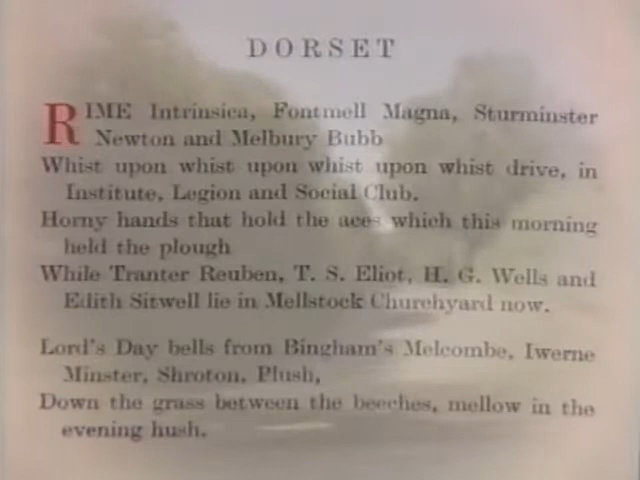 DORSET
RIME Intrinsica, Fontmell Magna, Sturminster
Newton and Melbury Bubb
Whist upon whist upon whist upon whist drive, in
Institute, Legion and Social Club.
Horny hands that hold the aces which this morning
held the plough
While Tranter Reuben, T. S. Eliot, H. G. Wells and
Edith Sitwell lie in Mellstock Churchyard now.
Lord's Day bells from Bingham's Melcombe, Iwerne
Minster, Shroton, Plush,
Down the grass between the beeches, mellow in the
evening hush.